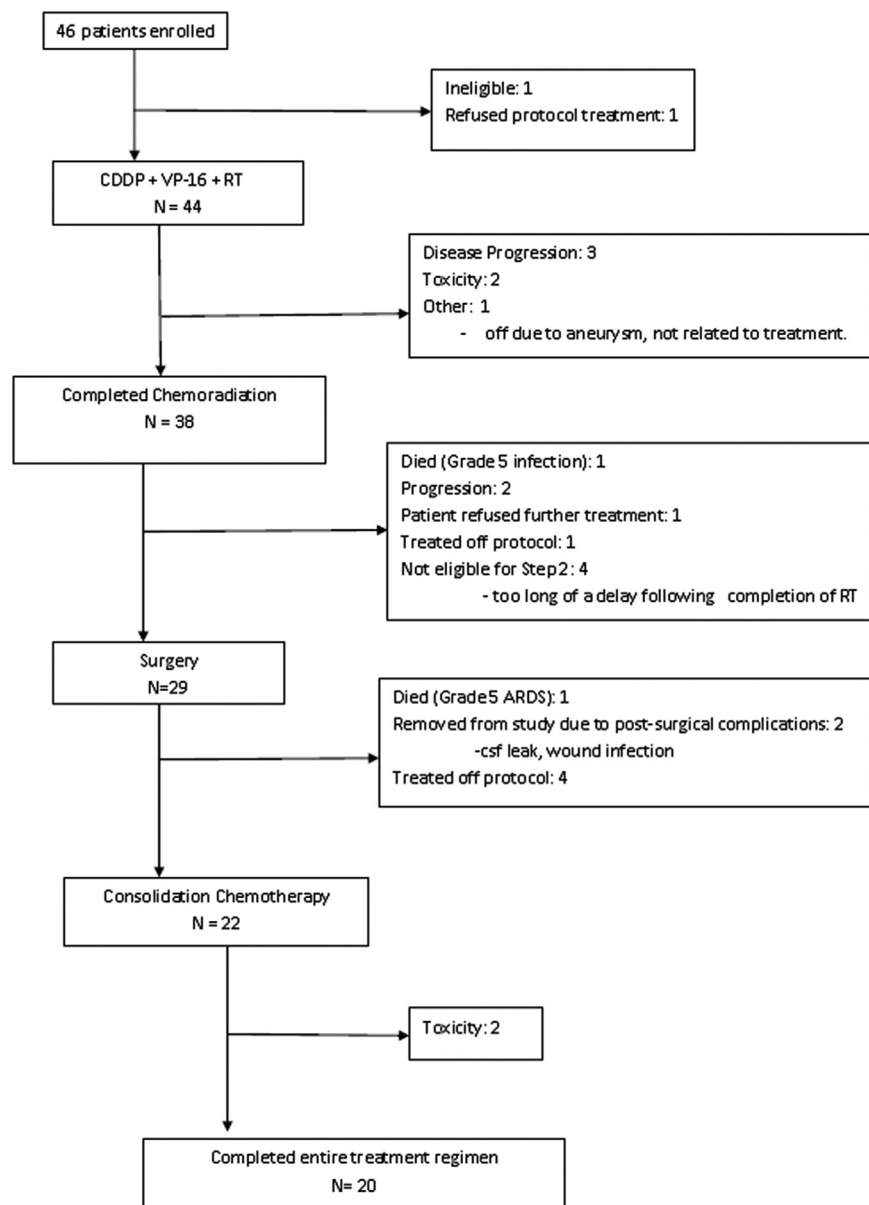 46 patients enrolled
Ineligible: 1
Refused protocol treatment: 1
CDDP + VP-16 + RT
N = 44
Disease Progression: 3
Toxicity: 2
Other: 1
- off due to aneurysm, not related to treatment.
Completed Chemoradiation
N = 38
Died (Grade 5 infection): 1
Progression: 2
Patient refused further treatment: 1
Treated off protocol: 1
Not eligible for Step 2: 4
- too long of a delay following completion of RT
Surgery
N=29
Died (Grade 5 ARDS): 1
Removed from study due to post-surgical complications: 2
-csf leak, wound infection
Treated off protocol: 4
Consolidation Chemotherapy
N = 22
Toxicity: 2
Completed entire treatment regimen
N= 20